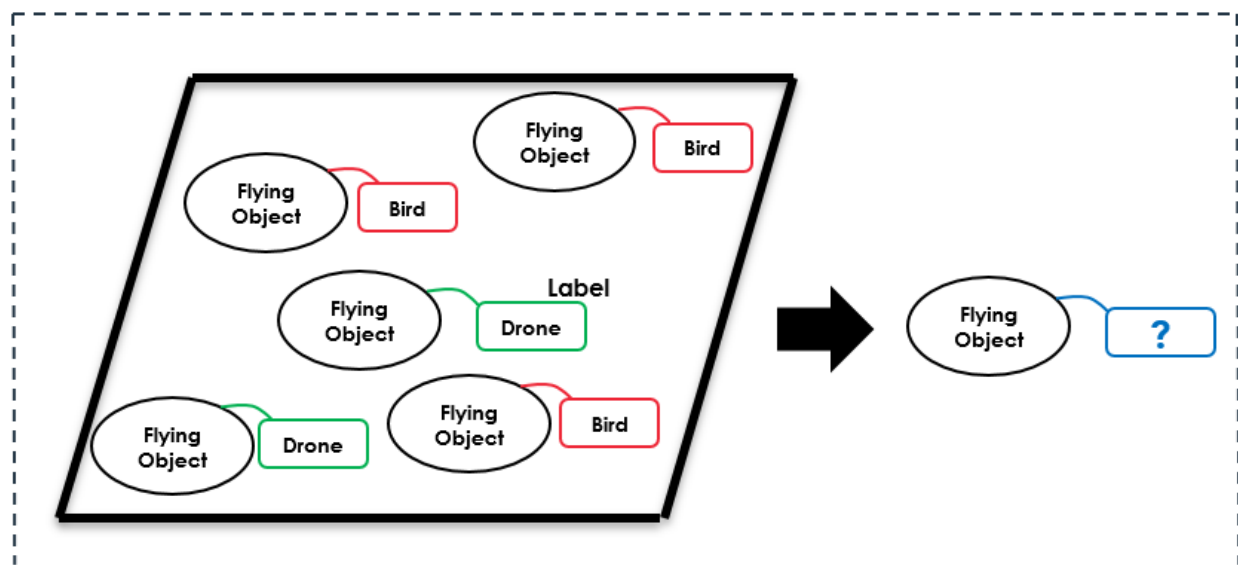 Flying
Object
Bird
Flying
Object
Bird
Label
Flying
Object
Drone
Flying
Object
?
Flying
Object
Bird
Flying
Object
Drone